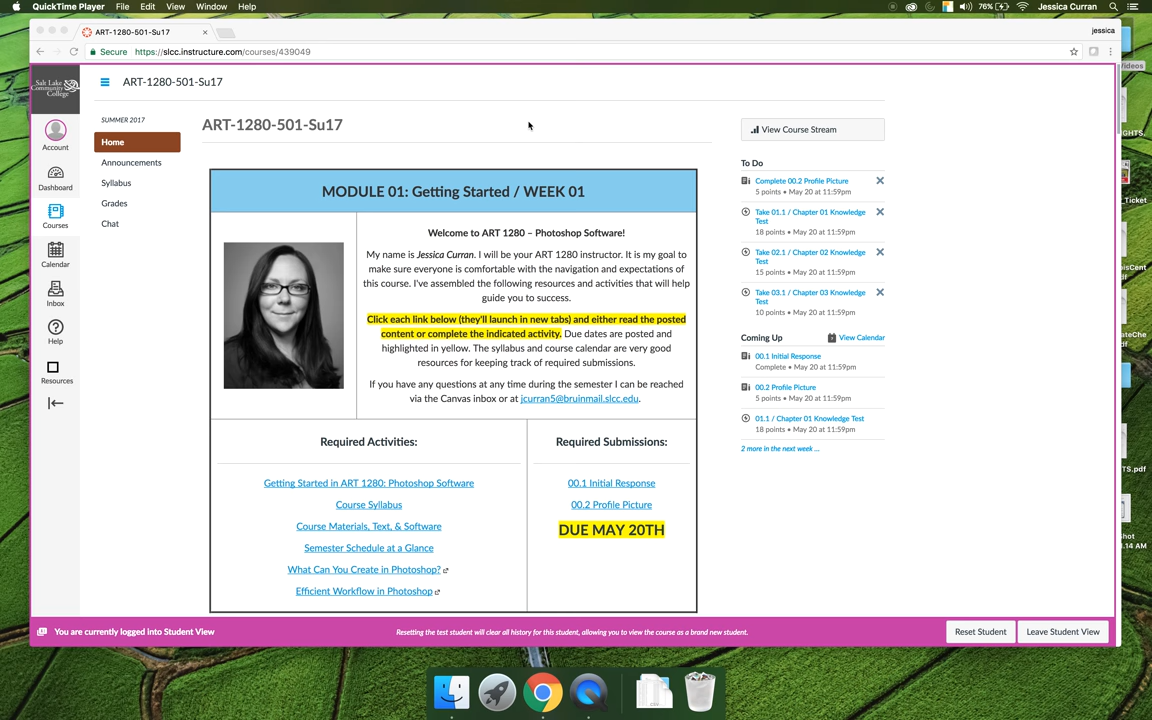 QuickTime Player File Edit View Window Help
76% Jessica Curran
ART-1280-501-Su17
jessica
Secure https://slcc.instructure.com/courses/439049
Videos
Salt Lake
Community
College
ART-1280-501-Su17
Account
Dashboard
Courses
Calendar
Inbox
Help
Resources
SUMMER 2017
Home
Announcements
Syllabus
Grades
Chat
ART-1280-501-Su17
MODULE 01: Getting Started / WEEK 01
Welcome to ART 1280 – Photoshop Software!
My name is Jessica Curran. I will be your ART 1280 instructor. It is my goal to
make sure everyone is comfortable with the navigation and expectations of
this course. I've assembled the following resources and activities that will help
guide you to success.
Click each link below (they'll launch in new tabs) and either read the posted
content or complete the indicated activity. Due dates are posted and
highlighted in yellow. The syllabus and course calendar are very good
resources for keeping track of required submissions.
If you have any questions at any time during the semester I can be reached
via the Canvas inbox or at jcurran5@bruinmail.slcc.edu.
Required Activities:
Getting Started in ART 1280: Photoshop Software
Course Syllabus
Course Materials, Text, & Software
Semester Schedule at a Glance
What Can You Create in Photoshop?
Efficient Workflow in Photoshop
Required Submissions:
00.1 Initial Response
00.2 Profile Picture
DUE MAY 20TH
View Course Stream
To Do
Complete 00.2 Profile Picture
5 points • May 20 at 11:59pm
Take 01.1 / Chapter 01 Knowledge
Test
18 points • May 20 at 11:59pm
Take 02.1 / Chapter 02 Knowledge
Test
15 points • May 20 at 11:59pm
Take 03.1 / Chapter 03 Knowledge
Test
10 points • May 20 at 11:59pm
Coming Up View Calendar
00.1 Initial Response
Complete • May 20 at 11:59pm
00.2 Profile Picture
5 points • May 20 at 11:59pm
01.1 / Chapter 01 Knowledge Test
18 points • May 20 at 11:59pm
2 more in the next week ...
You are currently logged into Student View
Resetting the test student will clear all history for this student, allowing you to view the course as a brand new student.
Reset Student
Leave Student View